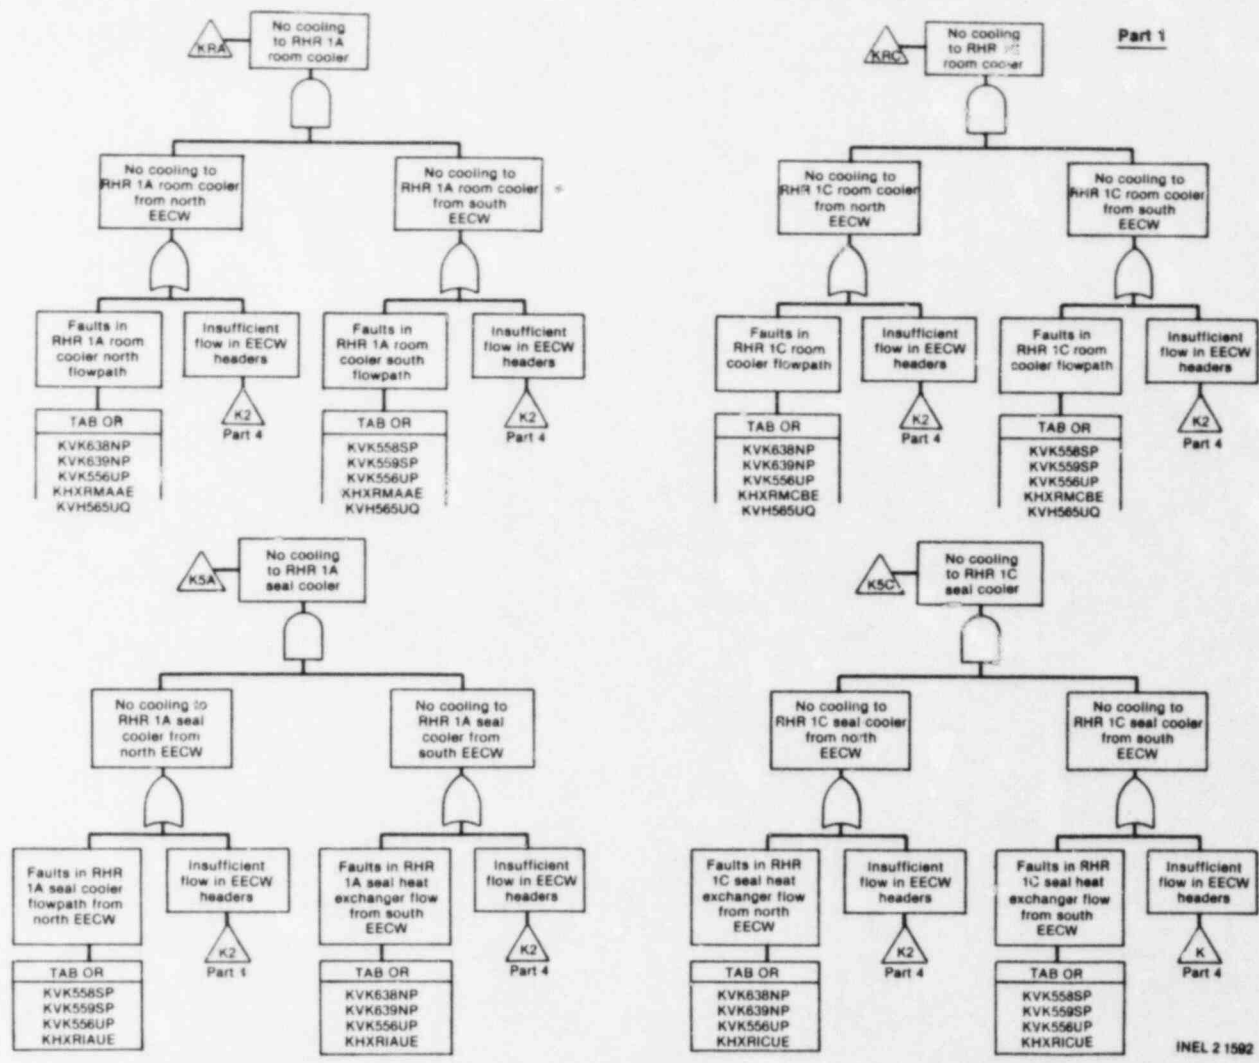 Part 1
KRA
No cooling
to RHR 1A
room cooler
No cooling to
RHR 1A room cooler
from north
EECW
No cooling to
RHR 1A room cooler
from south
EECW
Faults in
RHR 1A room
cooler north
flowpath
Insufficient
flow in EECW
headers
Faults in
RHR 1A room
cooler south
flowpath
Insufficient
flow in EECW
headers
TAB OR
KVK638NP
KVK639NP
KVK556UP
KHXRMAAE
KVH565UQ
K2
Part 4
TAB OR
KVK558SP
KVK559SP
KVK556UP
KHXRMAAE
KVH565UQ
K2
Part 4
KRC
No cooling
to RHR
room cooler
No cooling to
RHR 1C room cooler
from north
EECW
No cooling to
RHR 1C room cooler
from south
EECW
Faults in
RHR 1C room
cooler flowpath
Insufficient
flow in EECW
headers
Faults in
RHR 1C room
cooler flowpath
Insufficient
flow in EECW
headers
TAB OR
KVK638NP
KVK639NP
KVK556UP
KHXRMCBE
KVH565UQ
K2
Part 4
TAB OR
KVK558SP
KVK559SP
KVK556UP
KHXRMCBE
KVH565UQ
K2
Part 4
K5A
No cooling
to RHR 1A
seal cooler
No cooling to
RHR 1A seal
cooler from
north EECW
No cooling to
RHR 1A seal
cooler from
south EECW
Faults in RHR
1A seal cooler
flowpath from
north EECW
Insufficient
flow in EECW
headers
Faults in RHR
1A seal heat
exchanger flow
from south
EECW
Insufficient
flow in EECW
headers
TAB OR
KVK558SP
KVK559SP
KVK556UP
KHXRIAUE
K2
Part
TAB OR
KVK638NP
KVK639NP
KVK556UP
KHXRIAUE
K2
Part 4
K5C
No cooling
to RHR 1C
seal cooler
No cooling to
RHR 1C seal cooler
from north
EECW
No cooling to
RHR 1C seal cooler
from south
EECW
Faults in RHR
1C seal heat
exchanger flow
from north
EECW
Insufficient
flow in EECW
headers
Faults in RHR
1C seal heat
exchanger flow
from south
EECW
Insufficient
flow in EECW
headers
TAB OR
KVK638NP
KVK639NP
KVK556UP
KHXRICUE
K2
Part 4
TAB OR
KVK558SP
KVK559SP
KVK556UP
KHXRICUE
K
Part 4
INEL 2 1592